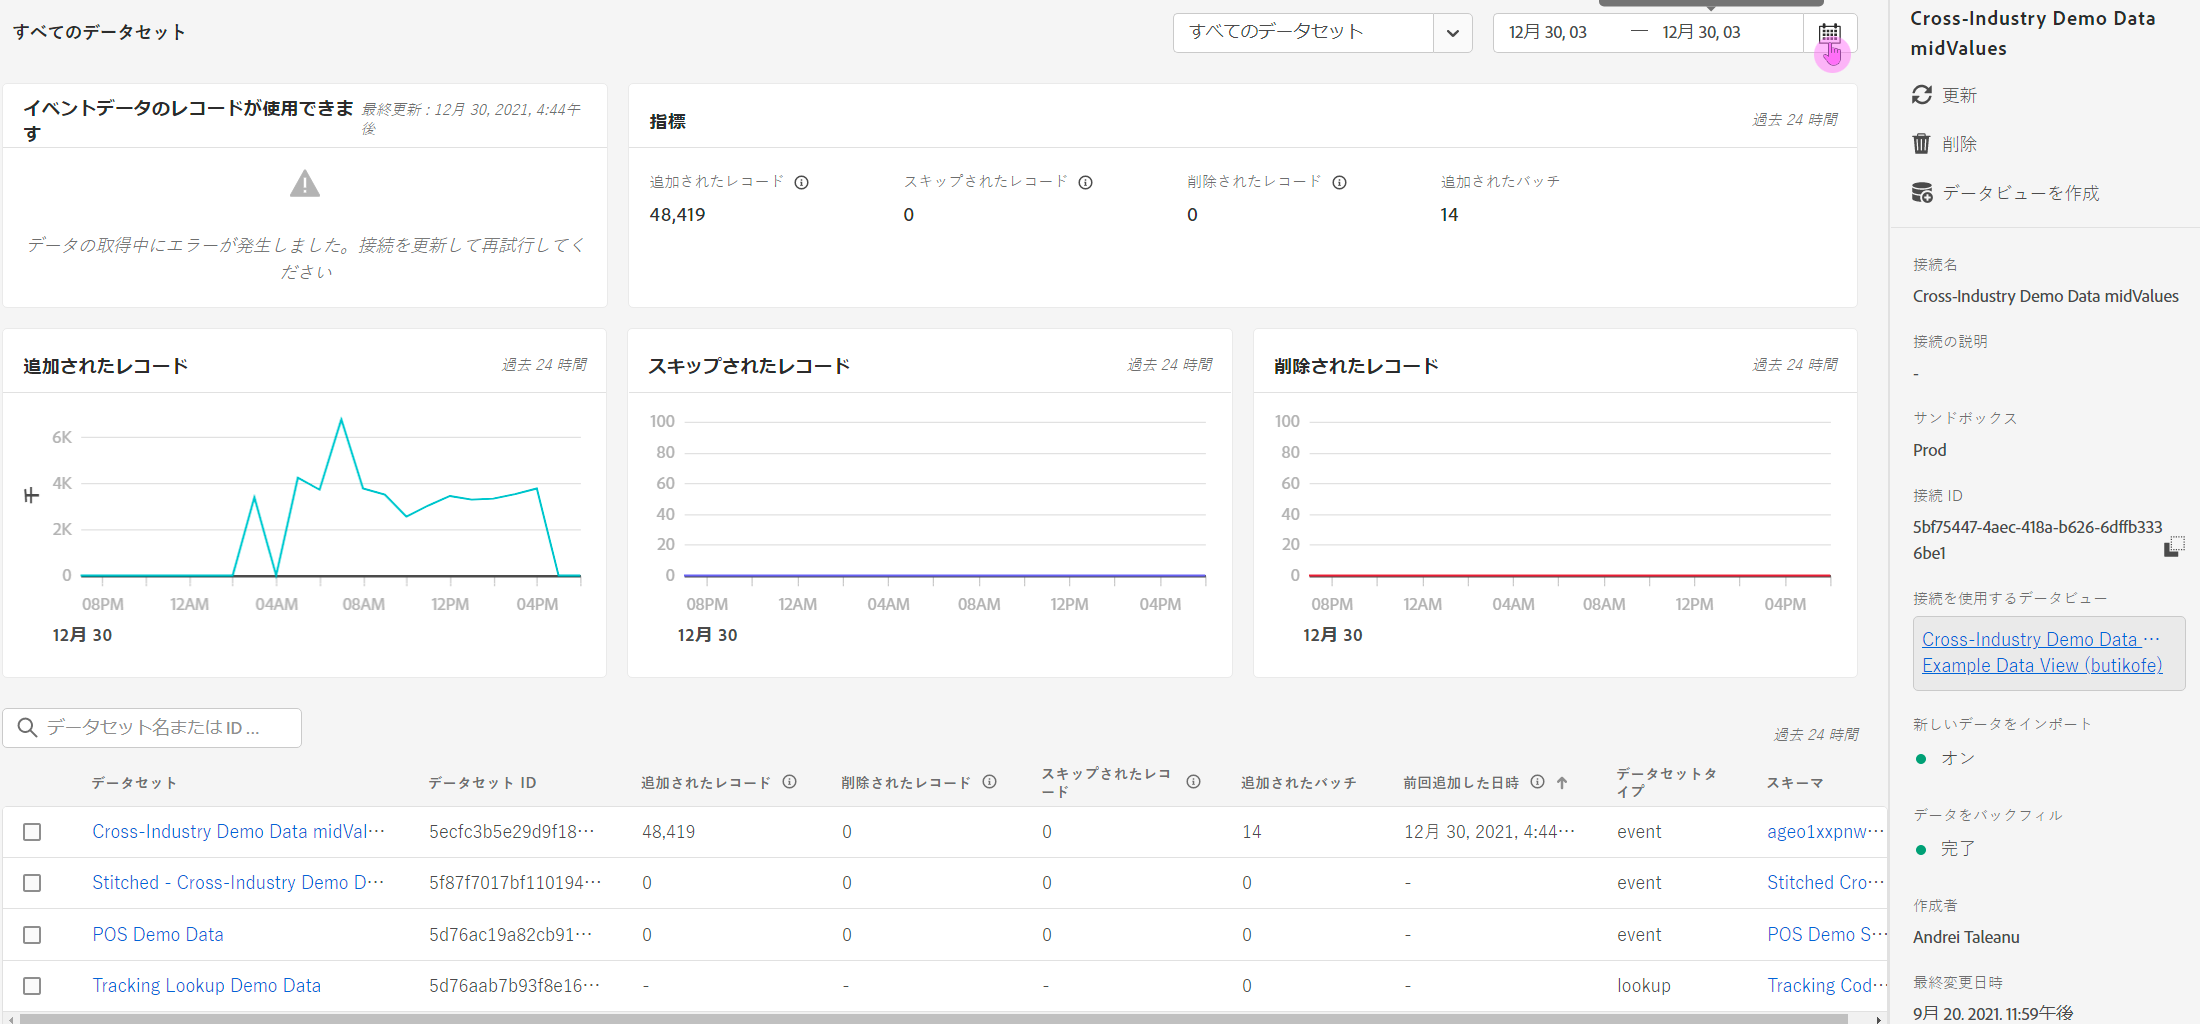 すべてのデータセット
すべてのデータセット
12月 30, 03 — 12月 30, 03
イベントデータのレコードが使用できま
す
最終更新 : 12月 30, 2021, 4:44午
後
データの取得中にエラーが発生しました。接続を更新して再試行してく
ださい
指標
過去 24 時間
追加されたレコード
48,419
スキップされたレコード
0
削除されたレコード
0
追加されたバッチ
14
追加されたレコード
過去 24 時間
6K
4K
2K
0
千
08PM 12AM 04AM 08AM 12PM 04PM
12月 30
スキップされたレコード
過去 24 時間
100
80
60
40
20
0
08PM 12AM 04AM 08AM 12PM 04PM
12月 30
削除されたレコード
過去 24 時間
100
80
60
40
20
0
08PM 12AM 04AM 08AM 12PM 04PM
12月 30
データセット名または ID ...
過去 24 時間
データセット データセット ID 追加されたレコード 削除されたレコード スキップされたレコ
ード 追加されたバッチ 前回追加した日時 データセットタ
イプ スキーマ
Cross-Industry Demo Data midVal··· 5ecfc3b5e29d9f18··· 48,419 0 0 14 12月 30, 2021, 4:44··· event ageo1xxpnw···
Stitched - Cross-Industry Demo D··· 5f87f7017bf110194··· 0 0 0 0 - event Stitched Cro···
POS Demo Data 5d76ac19a82cb91··· 0 0 0 0 - event POS Demo S···
Tracking Lookup Demo Data 5d76aab7b93f8e16··· - - - 0 - lookup Tracking Cod···
Cross-Industry Demo Data
midValues
更新
削除
データビューを作成
接続名
Cross-Industry Demo Data midValues
接続の説明
-
サンドボックス
Prod
接続 ID
5bf75447-4aec-418a-b626-6dffb333
6be1
接続を使用するデータビュー
Cross-Industry Demo Data ···
Example Data View (butikofe)
新しいデータをインポート
オン
データをバックフィル
完了
作成者
Andrei Taleanu
最終変更日時
9月 20, 2021, 11:59午後